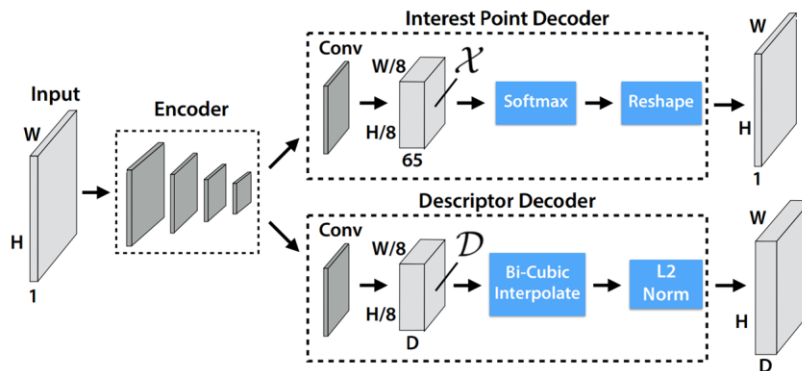 Interest Point Decoder
Input
W
H
1
Encoder
Conv
W/8
H/8
65
𝒳
Softmax
Reshape
W
H
1
Descriptor Decoder
Conv
W/8
H/8
D
𝒟
Bi-Cubic
Interpolate
L2
Norm
W
H
D